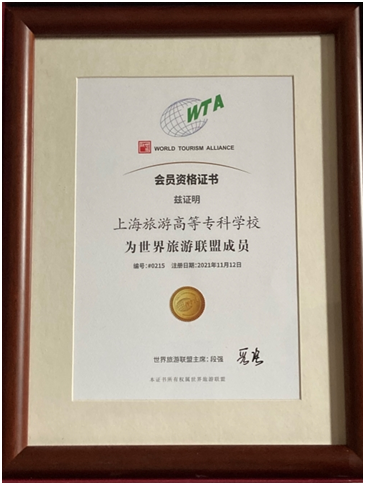 WTA
WORLD TOURISM ALLIANCE
会员资格证书
兹证明
上海旅游高等专科学校
为世界旅游联盟成员
编号:#0215 注册日期:2021年11月12日
世界旅游联盟主席:段强
本证书所有权属世界旅游联盟